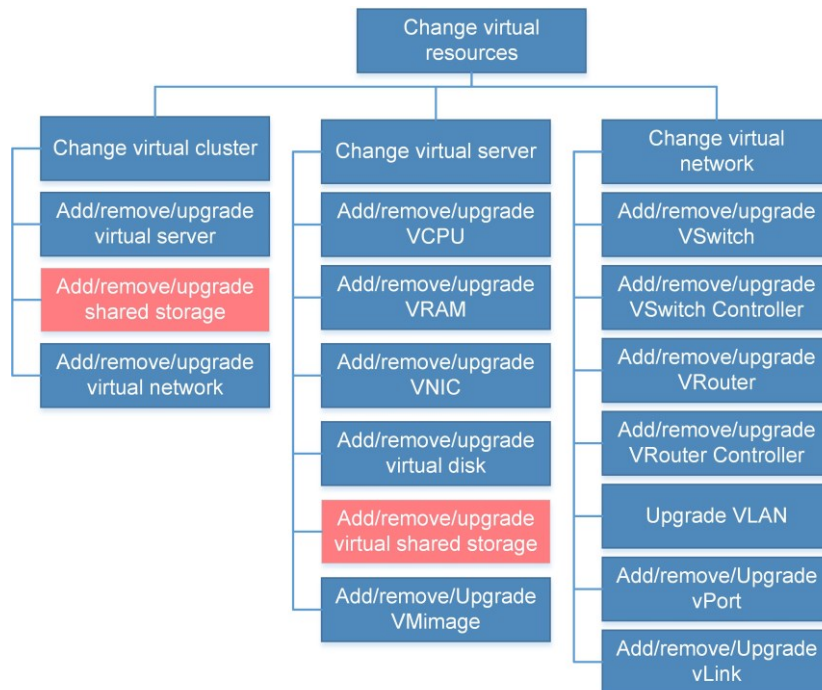 Change virtual
resources
Change virtual cluster
Add/remove/upgrade
virtual server
Add/remove/upgrade
shared storage
Add/remove/upgrade
virtual network
Change virtual server
Add/remove/upgrade
VCPU
Add/remove/upgrade
VRAM
Add/remove/upgrade
VNIC
Add/remove/upgrade
virtual disk
Add/remove/upgrade
virtual shared storage
Add/remove/Upgrade
VMimage
Change virtual
network
Add/remove/upgrade
VSwitch
Add/remove/upgrade
VSwitch Controller
Add/remove/upgrade
VRouter
Add/remove/upgrade
VRouter Controller
Upgrade VLAN
Add/remove/Upgrade
vPort
Add/remove/Upgrade
vLink